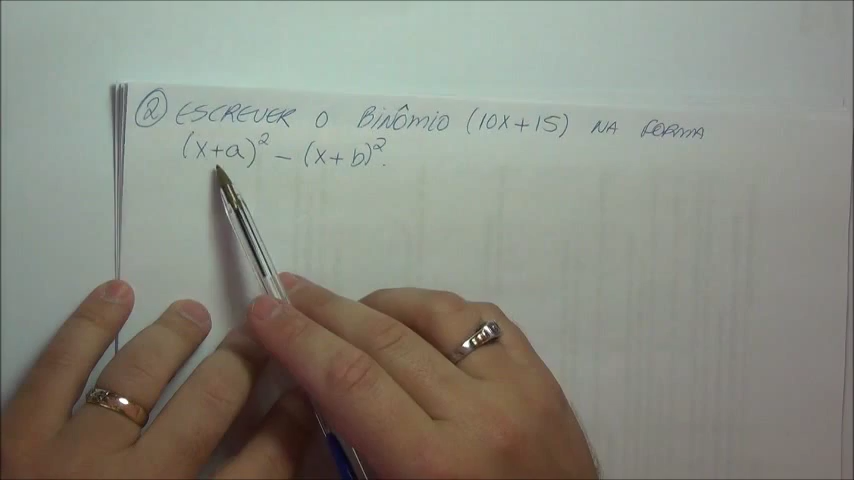 ② ESCREVER O BINÔMIO (10X+15) NA FORMA
(X+a)² - (X+b)².